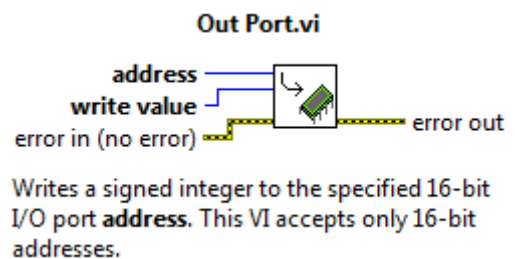 Out Port.vi
address
write value
error in (no error)
error out
Writes a signed integer to the specified 16-bit
I/O port address. This VI accepts only 16-bit
addresses.